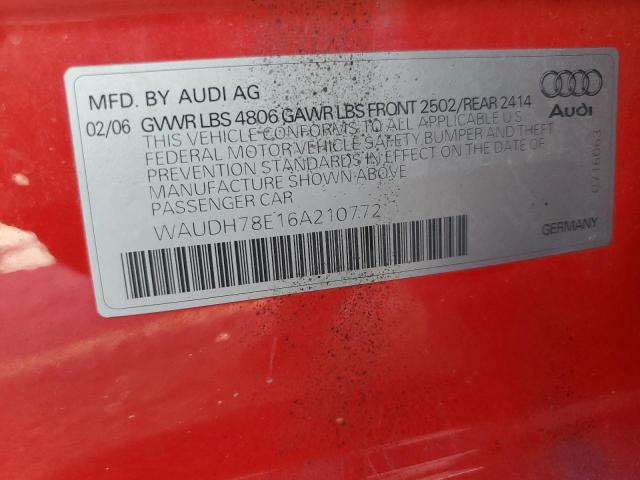 MFD. BY AUDI AG
02/06 GVWR LBS 4806 GAWR LBS FRONT 2502/REAR 2414
THIS VEHICLE CONFORMS TO ALL APPLICABLE U.S
FEDERAL MOTOR VEHICLE SAFETY, BUMPER AND THEFT
PREVENTION STANDARDS IN EFFECT ON THE DATE OF
MANUFACTURE SHOWN ABOVE
PASSENGER CAR
WAUDH78E16A210772
Audi
0716063
GERMANY